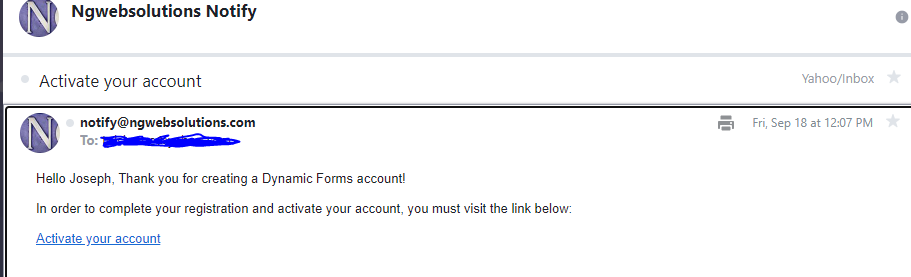 Ngwebsolutions Notify
Activate your account
Yahoo/Inbox
notify@ngwebsolutions.com
Fri, Sep 18 at 12:07 PM
To:
Hello Joseph, Thank you for creating a Dynamic Forms account!
In order to complete your registration and activate your account, you must visit the link below:
Activate your account